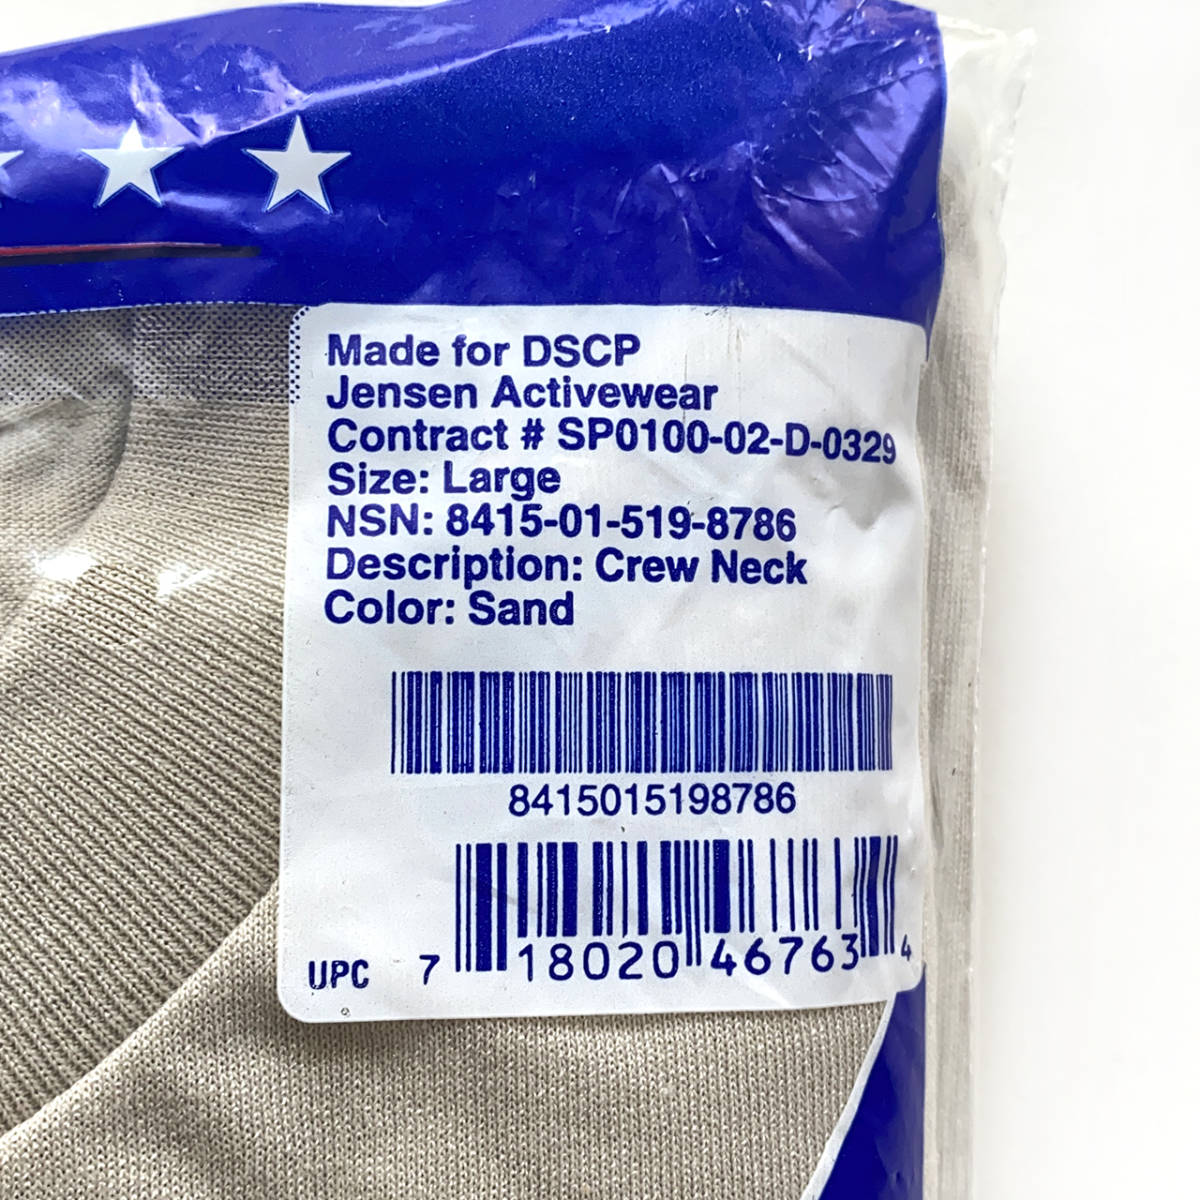 Made for DSCP
Jensen Activewear
Contract # SP0100-02-D-0329
Size: Large
NSN: 8415-01-519-8786
Description: Crew Neck
Color: Sand
8415015198786
UPC 7 18020 46763 4